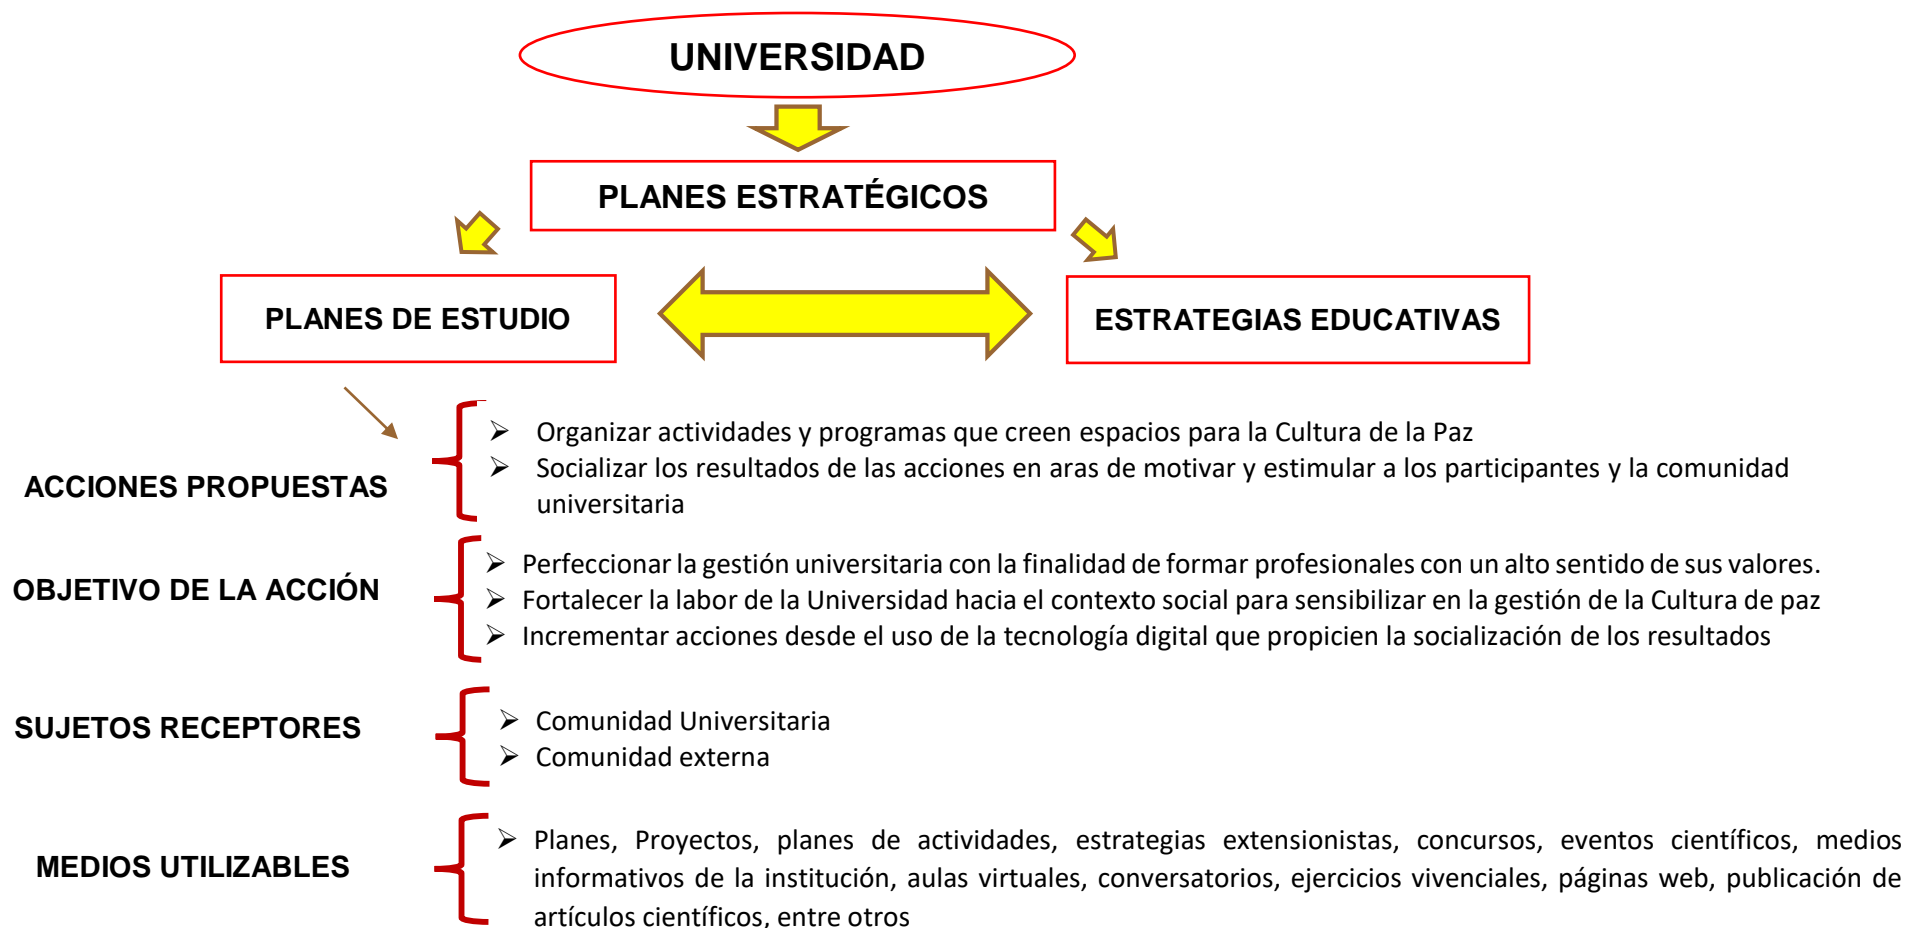 UNIVERSIDAD
PLANES ESTRATÉGICOS
PLANES DE ESTUDIO
ESTRATEGIAS EDUCATIVAS
ACCIONES PROPUESTAS
➢ Organizar actividades y programas que creen espacios para la Cultura de la Paz
➢ Socializar los resultados de las acciones en aras de motivar y estimular a los participantes y la comunidad
universitaria
OBJETIVO DE LA ACCIÓN
➢ Perfeccionar la gestión universitaria con la finalidad de formar profesionales con un alto sentido de sus valores.
➢ Fortalecer la labor de la Universidad hacia el contexto social para sensibilizar en la gestión de la Cultura de paz
➢ Incrementar acciones desde el uso de la tecnología digital que propicien la socialización de los resultados
SUJETOS RECEPTORES
➢ Comunidad Universitaria
➢ Comunidad externa
MEDIOS UTILIZABLES
➢ Planes, Proyectos, planes de actividades, estrategias extensionistas, concursos, eventos científicos, medios
informativos de la institución, aulas virtuales, conversatorios, ejercicios vivenciales, páginas web, publicación de
artículos científicos, entre otros